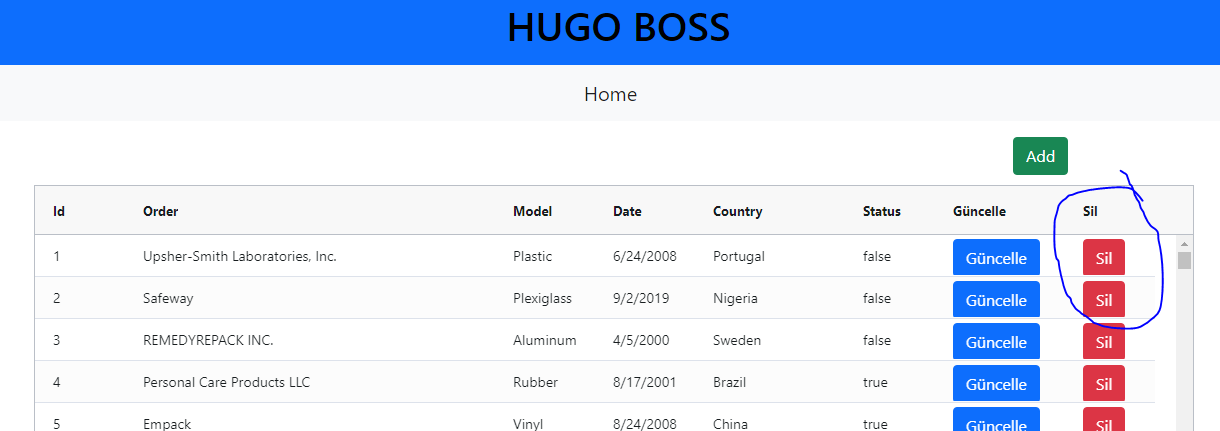 HUGO BOSS
Home
Add
Id Order Model Date Country Status Güncelle Sil
1 Upsher-Smith Laboratories, Inc. Plastic 6/24/2008 Portugal false Güncelle Sil
2 Safeway Plexiglass 9/2/2019 Nigeria false Güncelle Sil
3 REMEDYREPACK INC. Aluminum 4/5/2000 Sweden false Güncelle Sil
4 Personal Care Products LLC Rubber 8/17/2001 Brazil true Güncelle Sil
5 Empack Vinyl 8/24/2008 China true Güncelle Sil